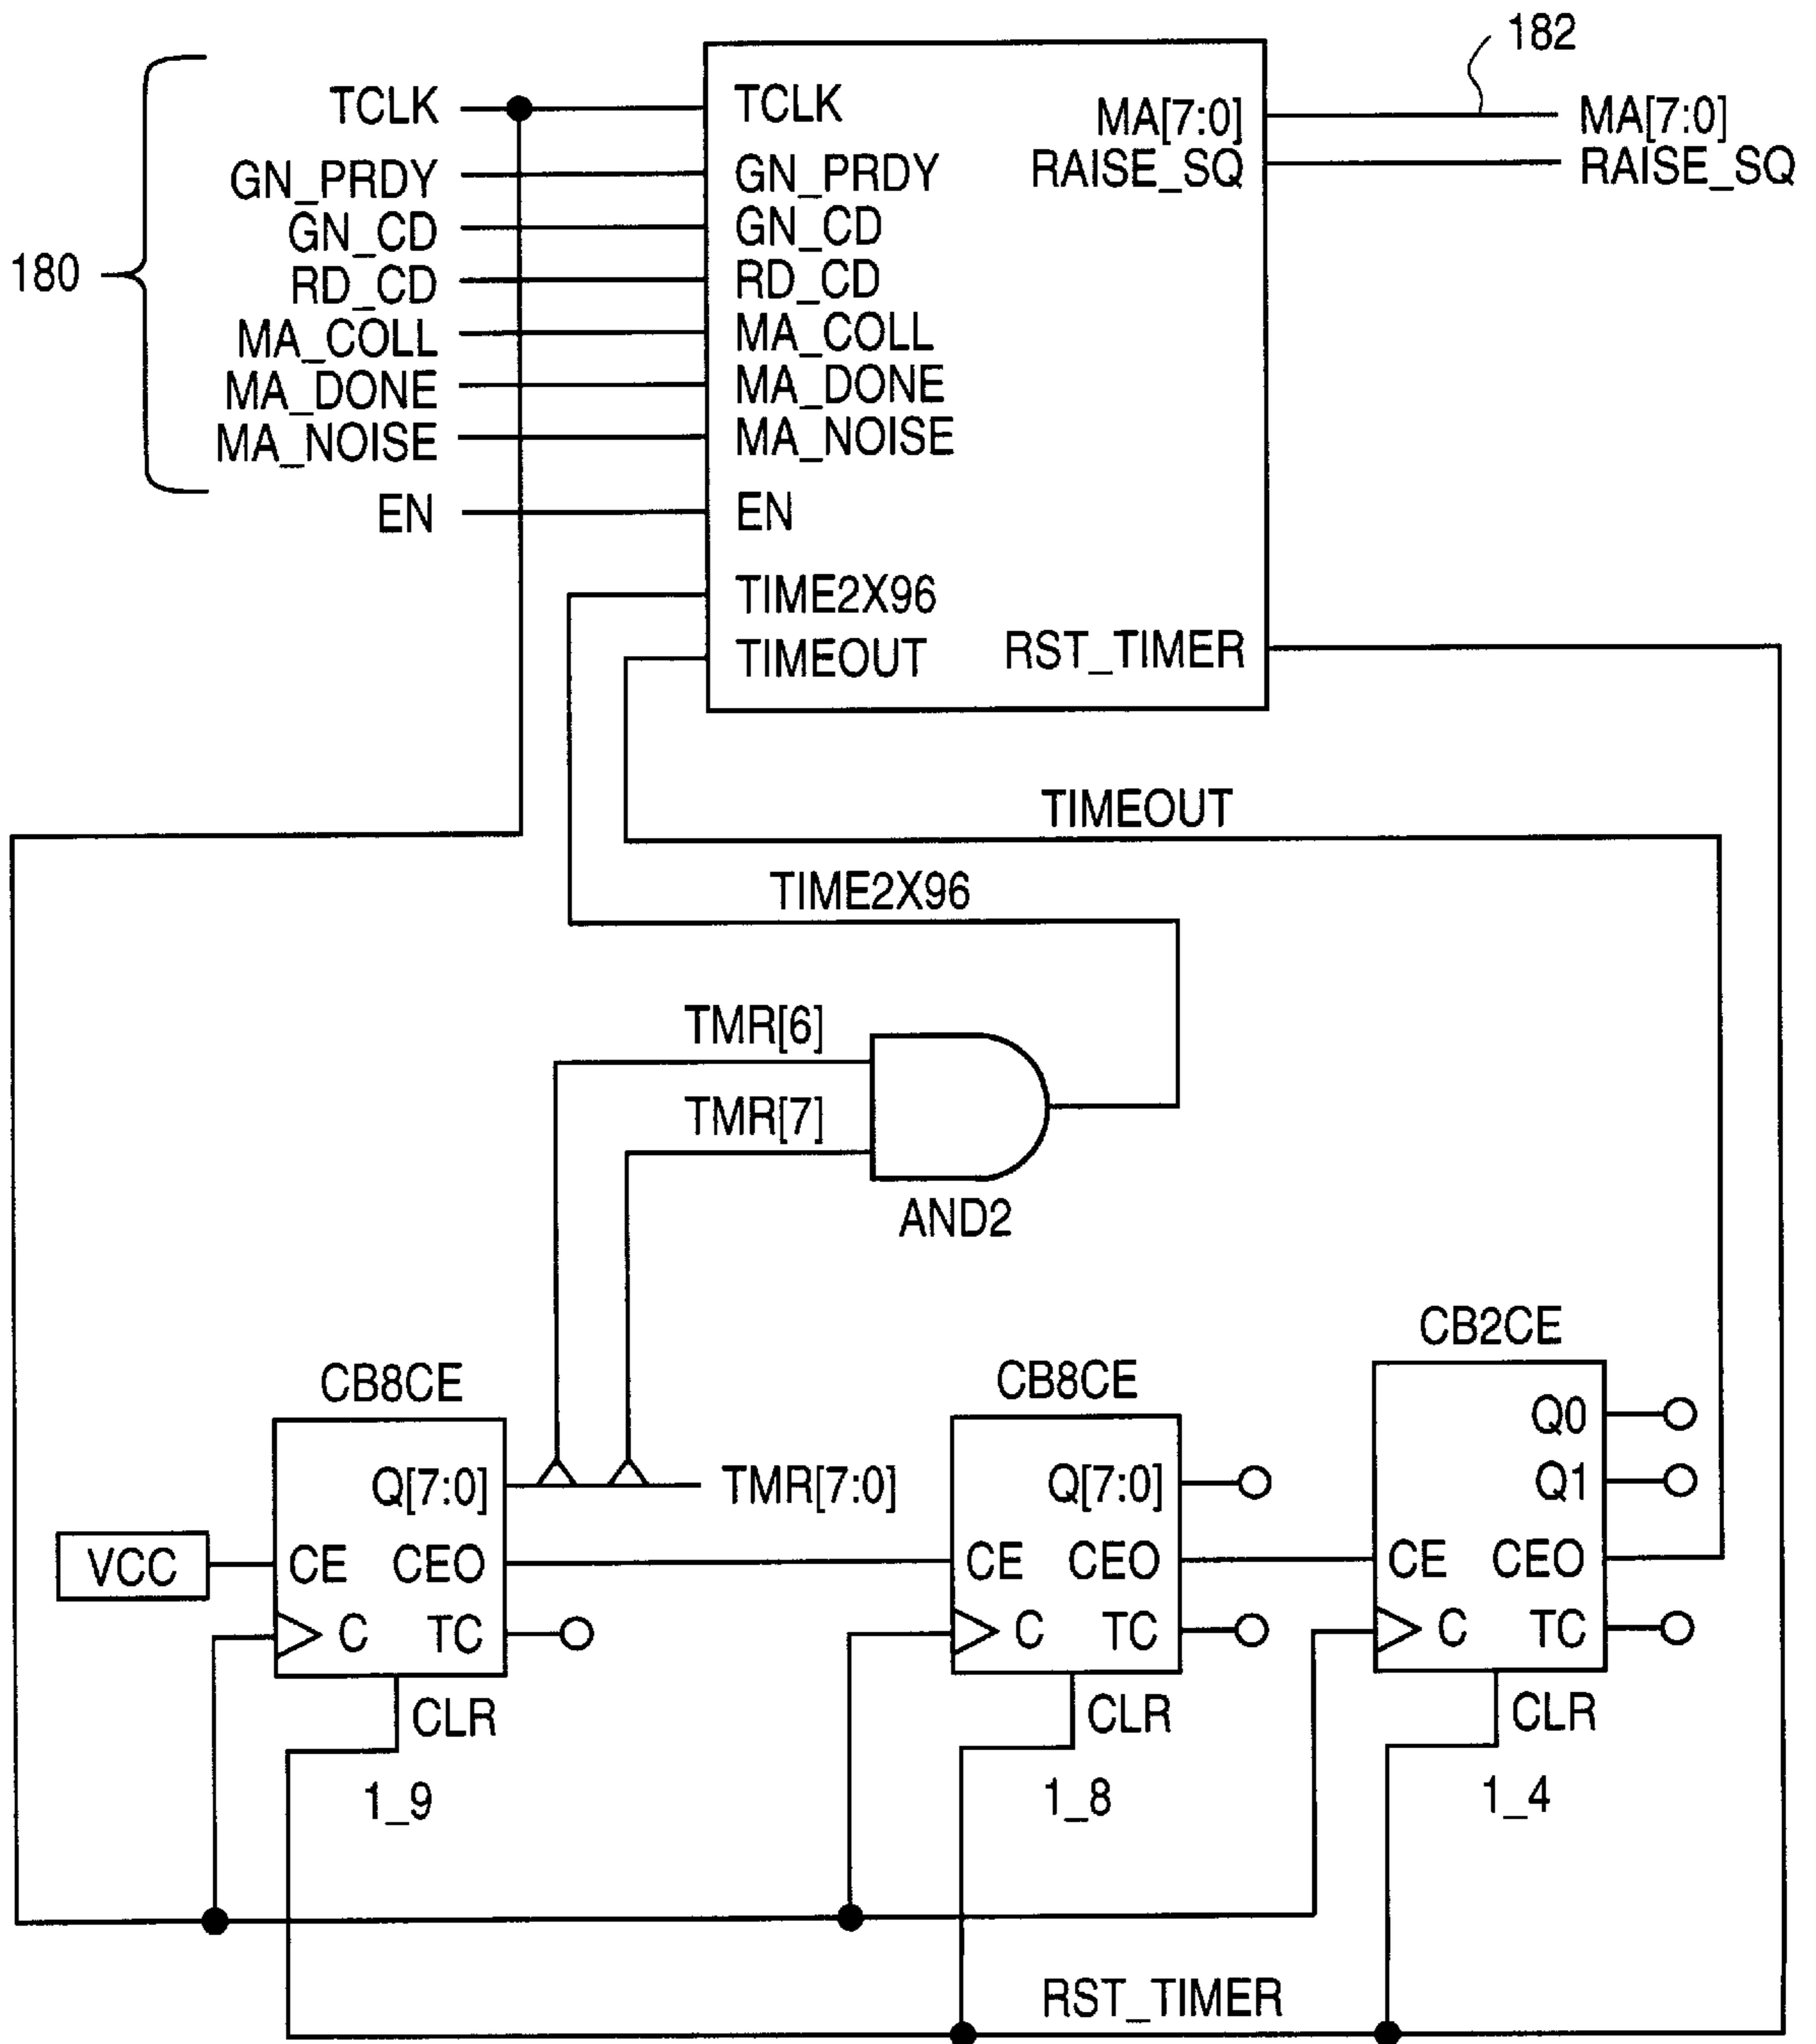 182
TCLK
TCLK
MA[7:0]
MA[7:0]
GN_PRDY
GN_PRDY
RAISE_SQ
RAISE_SQ
GN_CD
GN_CD
180
RD_CD
RD_CD
MA_COLL
MA_COLL
MA_DONE
MA_DONE
MA_NOISE
MA_NOISE
EN
EN
TIME2X96
TIMEOUT
RST_TIMER
TIMEOUT
TIME2X96
TMR[6]
TMR[7]
AND2
CB8CE
CB8CE
CB2CE
Q[7:0]
TMR[7:0]
Q[7:0]
Q0
Q1
VCC
CE
CEO
CE
CEO
CE
CEO
C
TC
C
TC
C
TC
CLR
CLR
CLR
1_9
1_8
1_4
RST_TIMER